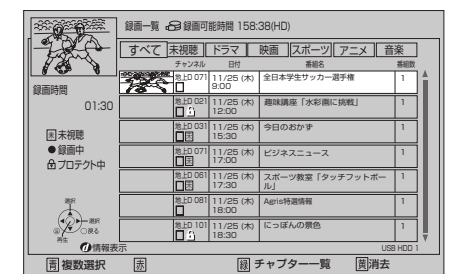 録画一覧 録画可能時間 158:38(HD)
すべて 未視聴 ドラマ 映画 スポーツ アニメ 音楽
チャンネル 日付 番組名 番組数
地上D 071 11/25 (木) 9:00 全日本学生サッカー選手権 1
地上D 021 11/25 (木) 12:00 趣味講座「水彩画に挑戦」 1
地上D 031 未 11/25 (木) 15:30 今日のおかず 1
地上D 071 未 11/25 (木) 17:00 ビジネスニュース 1
地上D 061 未 11/25 (木) 17:30 スポーツ教室「タッチフットボール」 1
地上D 081 11/25 (木) 18:00 Agris特選情報 1
地上D 101 11/25 (木) 18:30 にっぽんの景色 1
録画時間
01:30
未 未視聴
●録画中
プロテクト中
選択
選択
戻る
再生
情報表示
USB HDD 1
青 複数選択 赤 緑 チャプター一覧 黄 消去